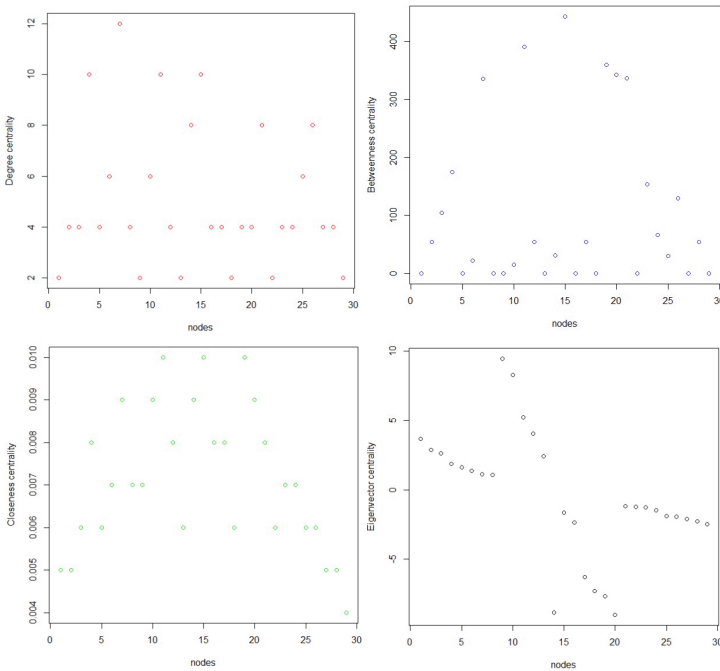 Degree centrality
12
10
8
6
4
2
0 5 10 15 20 25 30
nodes
Betweenness centrality
400
300
200
100
0
0 5 10 15 20 25 30
nodes
Closeness centrality
0.010
0.009
0.008
0.007
0.006
0.005
0.004
0 5 10 15 20 25 30
nodes
Eigenvector centrality
10
5
0
-5
0 5 10 15 20 25 30
nodes